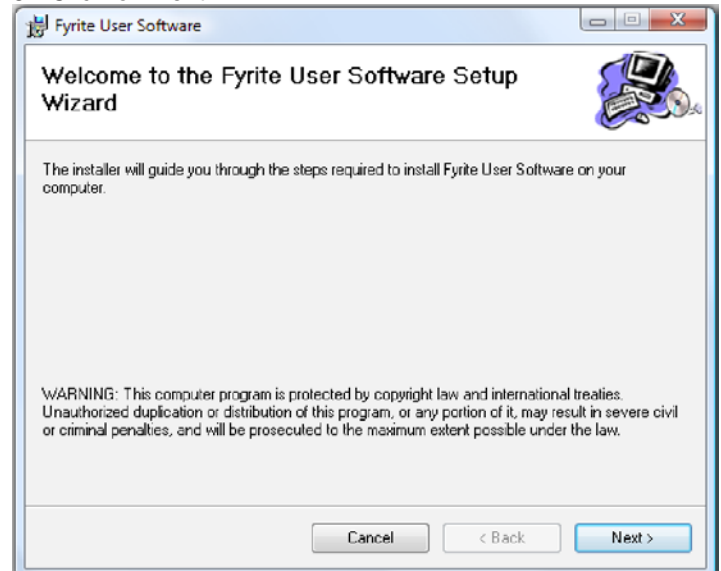 Fyrite User Software
Welcome to the Fyrite User Software Setup
Wizard
The installer will guide you through the steps required to install Fyrite User Software on your
computer.
WARNING: This computer program is protected by copyright law and international treaties.
Unauthorized duplication or distribution of this program, or any portion of it, may result in severe civil
or criminal penalties, and will be prosecuted to the maximum extent possible under the law.
Cancel
< Back
Next >